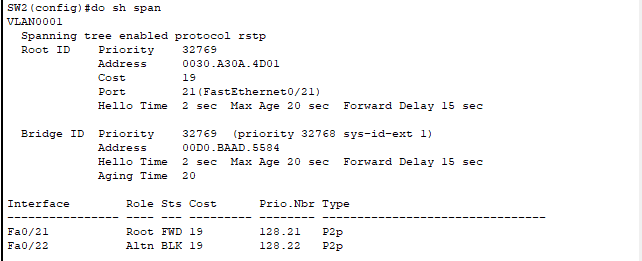 SW2(config)#do sh span
VLAN0001
  Spanning tree enabled protocol rstp
  Root ID    Priority    32769
             Address     0030.A30A.4D01
             Cost        19
             Port        21(FastEthernet0/21)
             Hello Time  2 sec  Max Age 20 sec  Forward Delay 15 sec

  Bridge ID  Priority    32769  (priority 32768 sys-id-ext 1)
             Address     00D0.BAAD.5584
             Hello Time  2 sec  Max Age 20 sec  Forward Delay 15 sec
             Aging Time  20

Interface        Role Sts Cost      Prio.Nbr Type
---------------- ---- --- --------- -------- --------------------------------
Fa0/21           Root FWD 19        128.21   P2p
Fa0/22           Altn BLK 19        128.22   P2p